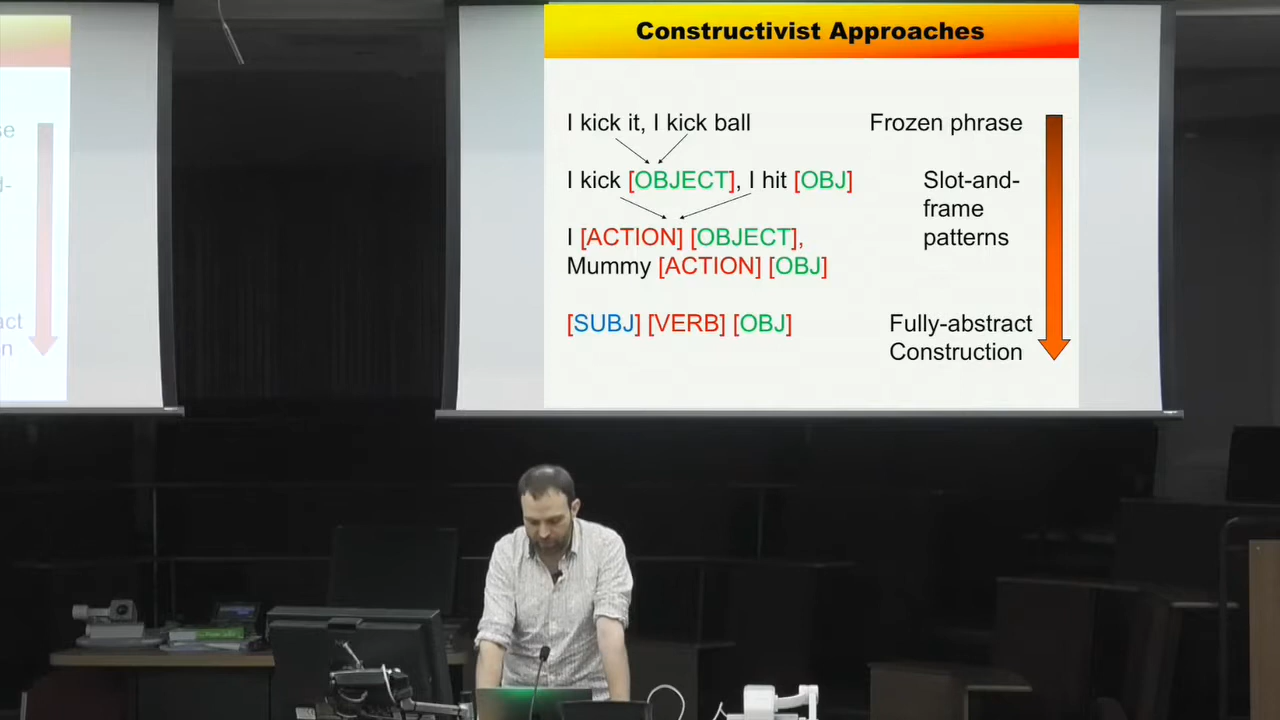 Constructivist Approaches
I kick it, I kick ball
Frozen phrase
I kick [OBJECT], I hit [OBJ]
Slot-and-
frame
patterns
I [ACTION] [OBJECT],
Mummy [ACTION] [OBJ]
[SUBJ] [VERB] [OBJ]
Fully-abstract
Construction